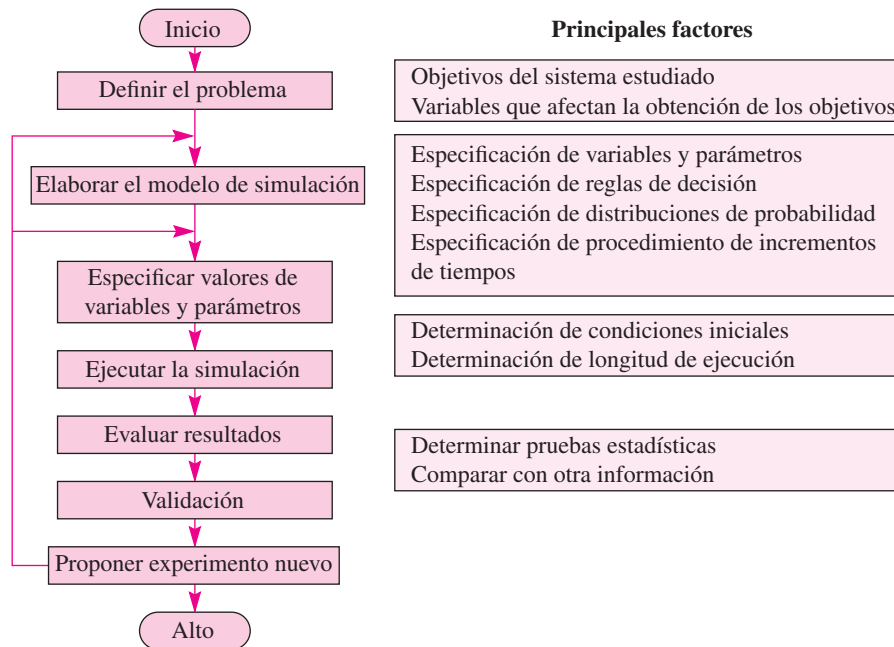 Inicio
Definir el problema
Elaborar el modelo de simulación
Especificar valores de
variables y parámetros
Ejecutar la simulación
Evaluar resultados
Validación
Proponer experimento nuevo
Alto
Principales factores
Objetivos del sistema estudiado
Variables que afectan la obtención de los objetivos
Especificación de variables y parámetros
Especificación de reglas de decisión
Especificación de distribuciones de probabilidad
Especificación de procedimiento de incrementos
de tiempos
Determinación de condiciones iniciales
Determinación de longitud de ejecución
Determinar pruebas estadísticas
Comparar con otra información